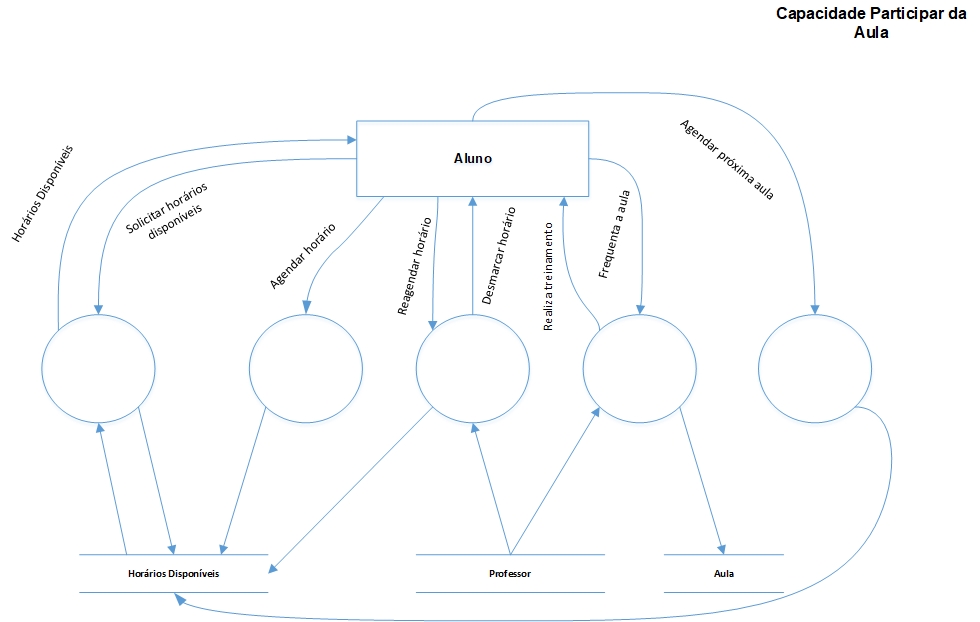 Capacidade Participar da
Aula
Aluno
Horários Disponíveis
Solicitar horários
disponíveis
Agendar horário
Reagendar horário
Desmarcar horário
Realiza treinamento
Frequenta a aula
Agendar próxima aula
Horários Disponíveis
Professor
Aula